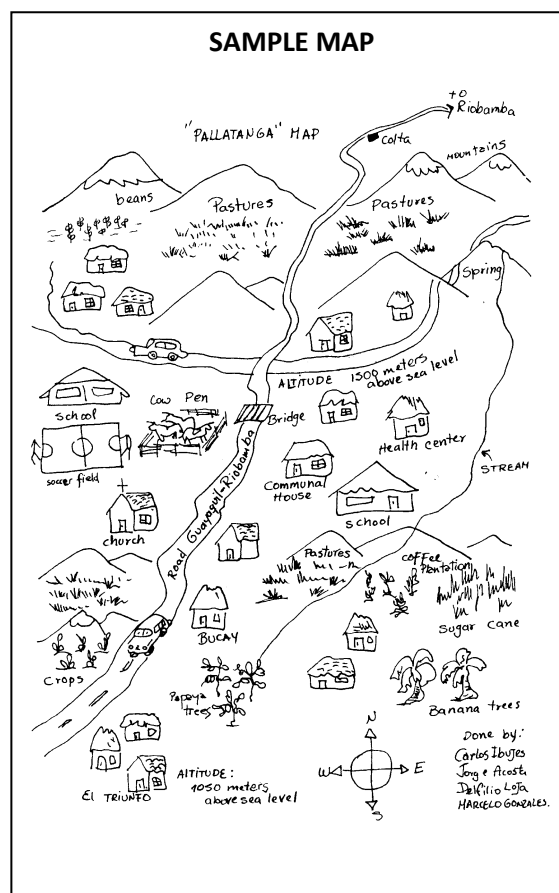 SAMPLE MAP
to
Riobamba
"PALLATANGA" MAP
Colta
MOUNTAINS
beans
Pastures
Pastures
Spring
ALTITUDE 1500 meters
above sea level
School
Cow Pen
Bridge
Health center
soccer field
Communal
House
STREAM
School
church
Road Guayaquil-Riobamba
Pastures
Coffee
Plantation
Sugar cane
BUCAY
Crops
Papaya
trees
Banana trees
N
W
E
S
Done by:
Carlos Ibujes
Jorge Acosta
Delfilio Loja
MARCELO GONZALES.
EL TRIUNFO
ALTITUDE:
1050 meters
above sea level